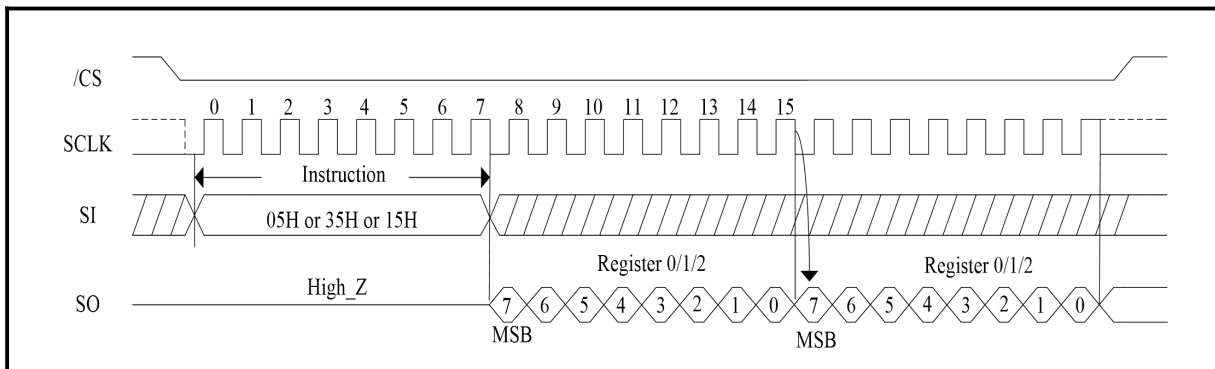 /CS
0 1 2 3 4 5 6 7 8 9 10 11 12 13 14 15
SCLK
Instruction
SI
05H or 35H or 15H
Register 0/1/2 Register 0/1/2
High_Z
SO
7 6 5 4 3 2 1 0 7 6 5 4 3 2 1 0
MSB MSB